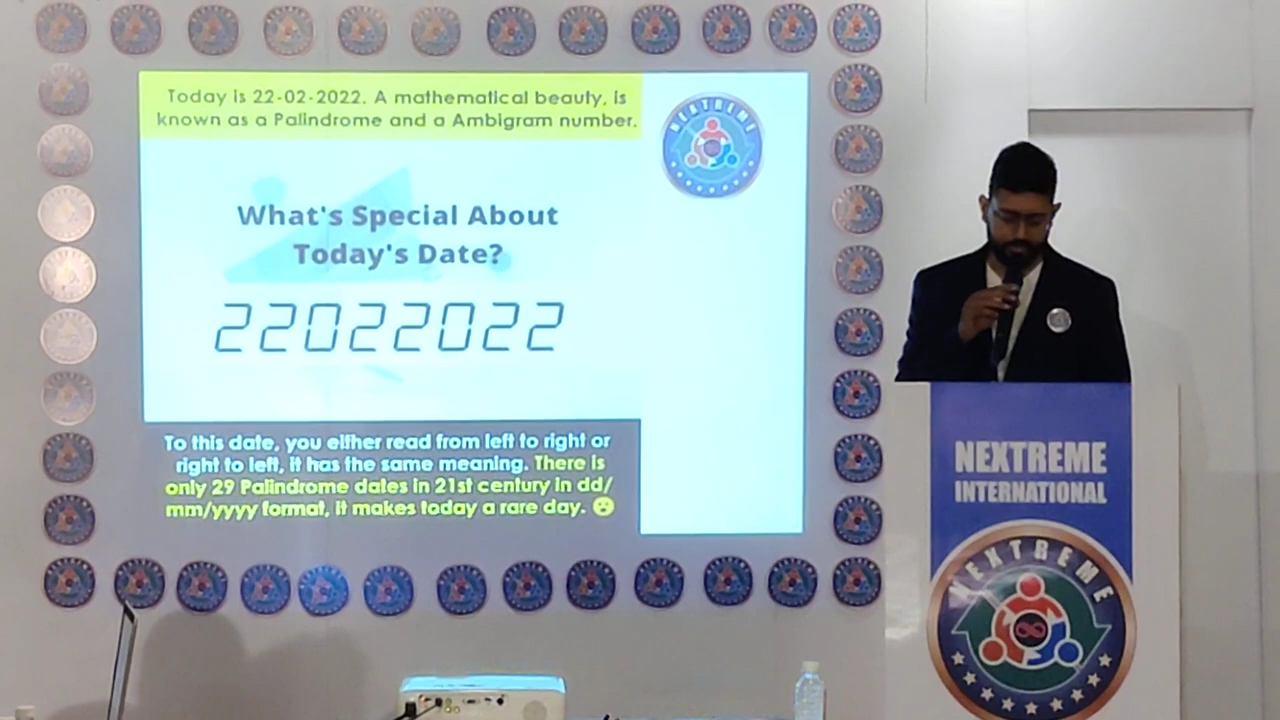 Today is 22-02-2022. A mathematical beauty, is
known as a Palindrome and a Ambigram number.
NEXTREME
What's Special About
Today's Date?
22022022
To this date, you either read from left to right or
right to left, it has the same meaning. There is
only 29 Palindrome dates in 21st century in dd/
mm/yyyy format, it makes today a rare day. 😮
NEXTREME
INTERNATIONAL
NEXTREME